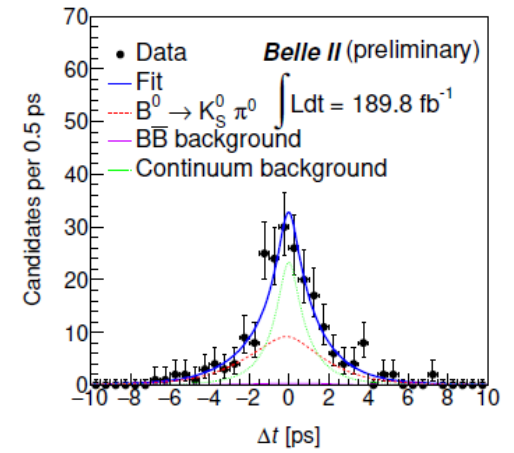 Candidates per 0.5 ps
70
60
50
40
30
20
10
0
Data
Fit
B⁰ → K⁰_S π⁰
BB̅ background
Continuum background
Belle II (preliminary)
∫Ldt = 189.8 fb⁻¹
−10 −8 −6 −4 −2 0 2 4 6 8 10
Δt [ps]